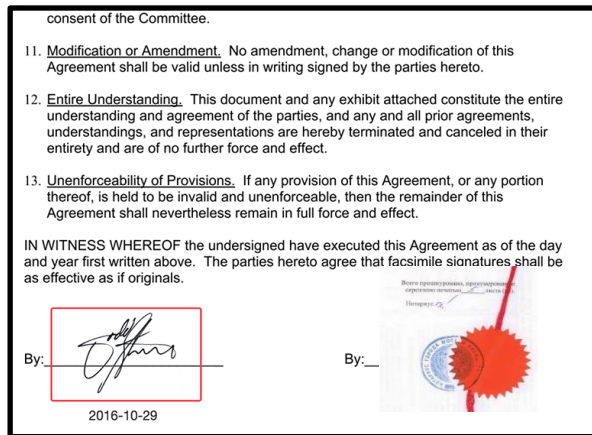 consent of the Committee.
11. Modification or Amendment. No amendment, change or modification of this
Agreement shall be valid unless in writing signed by the parties hereto.
12. Entire Understanding. This document and any exhibit attached constitute the entire
understanding and agreement of the parties, and any and all prior agreements,
understandings, and representations are hereby terminated and canceled in their
entirety and are of no further force and effect.
13. Unenforceability of Provisions. If any provision of this Agreement, or any portion
thereof, is held to be invalid and unenforceable, then the remainder of this
Agreement shall nevertheless remain in full force and effect.
IN WITNESS WHEREOF the undersigned have executed this Agreement as of the day
and year first written above. The parties hereto agree that facsimile signatures shall be
as effective as if originals.
Всего прошнуровано,
скреплено печатью
Нотариус
By: By:
2016-10-29